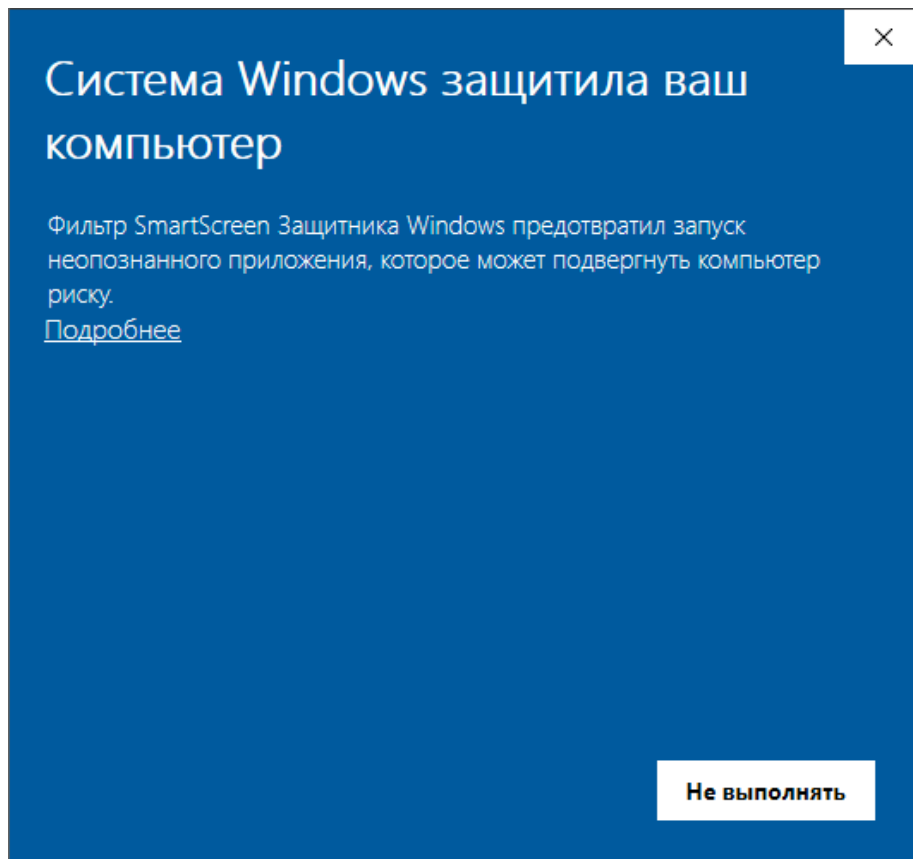 Система Windows защитила ваш
компьютер
Фильтр SmartScreen Защитника Windows предотвратил запуск
неопознанного приложения, которое может подвергнуть компьютер
риску.
Подробнее
Не выполнять